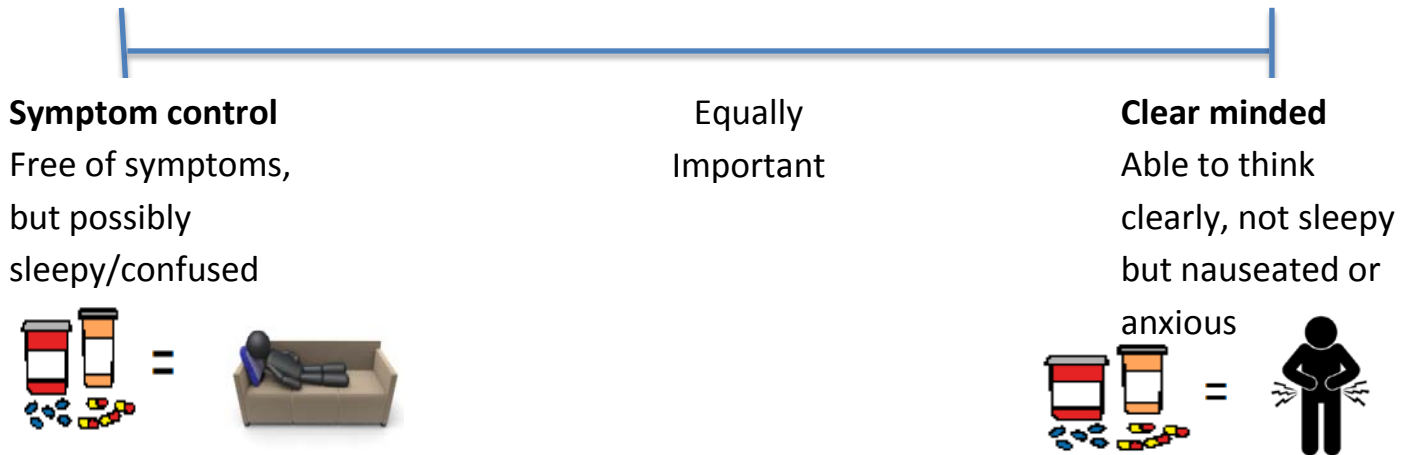 Symptom control
Free of symptoms,
but possibly
sleepy/confused
=
Equally
Important
Clear minded
Able to think
clearly, not sleepy
but nauseated or
anxious
=